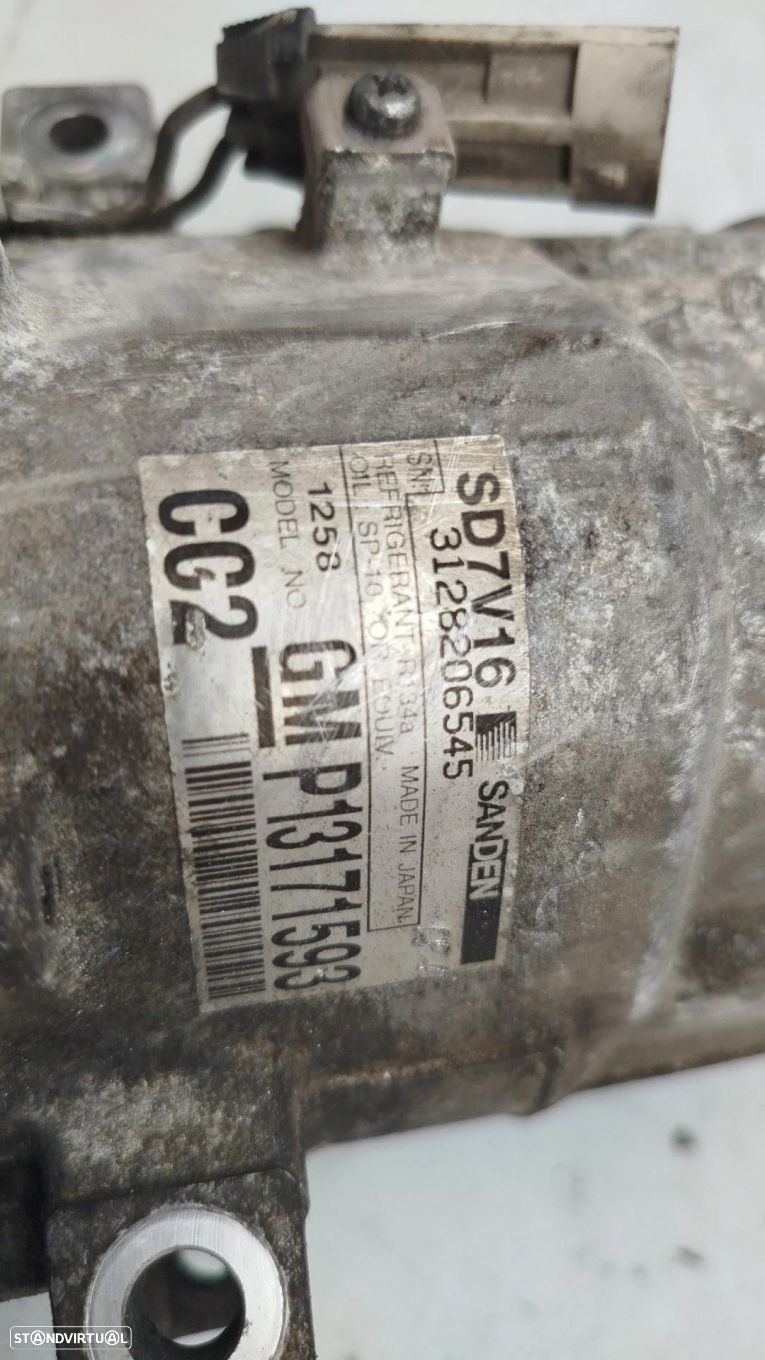 SD7V16 SANDEN
SN 3128206545
REFRIGERANT R134a MADE IN JAPAN
OIL SP-10 OR EQUIV.
1258 GM P13171593
MODEL NO
CC2
STANDVIRTUAL